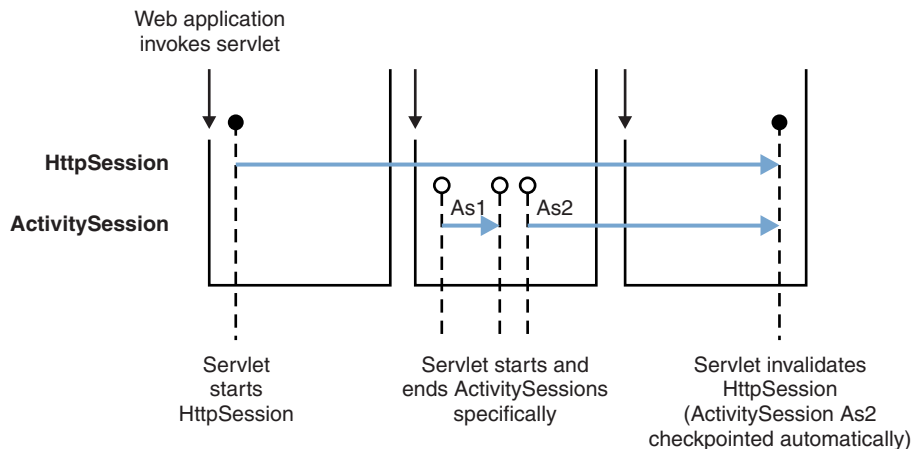 Web application
invokes servlet
HttpSession
ActivitySession
As1
As2
Servlet
starts
HttpSession
Servlet starts and
ends ActivitySessions
specifically
Servlet invalidates
HttpSession
(ActivitySession As2
checkpointed automatically)